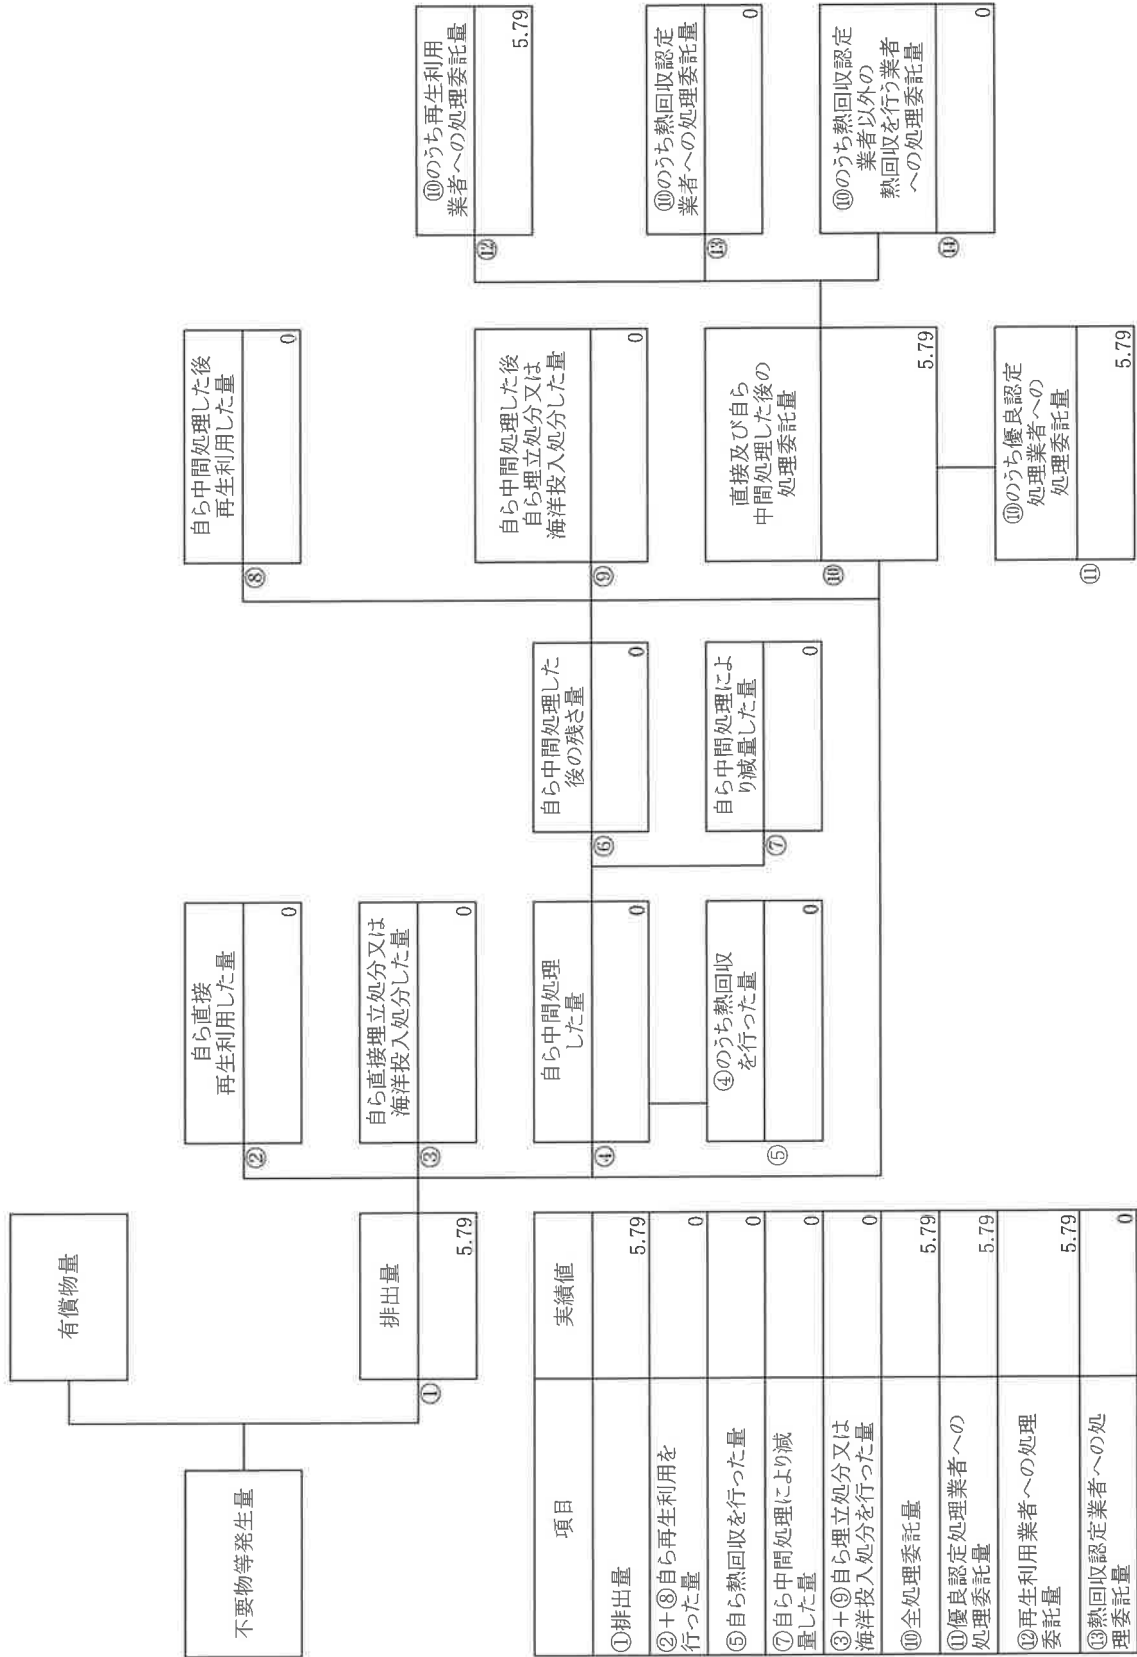 不要物等発生量
有償物量
排出量
①
5.79
自ら直接
再生利用した量
②
0
自ら直接埋立処分又は
海洋投入処分した量
③
0
自ら中間処理
した量
④
0
④のうち熱回収
を行った量
⑤
0
自ら中間処理した
後の残さ量
⑥
0
自ら中間処理によ
り減量した量
⑦
0
自ら中間処理した後
再生利用した量
⑧
0
自ら中間処理した後
自ら埋立処分又は
海洋投入処分した量
⑨
0
直接及び自ら
中間処理した後の
処理委託量
⑩
5.79
⑩のうち優良認定
処理業者への
処理委託量
⑪
5.79
⑩のうち再生利用
業者への処理委託量
⑫
5.79
⑩のうち熱回収認定
業者への処理委託量
⑬
0
⑩のうち熱回収認定
業者以外の
熱回収を行う業者
への処理委託量
⑭
0
項目 実績値
①排出量 5.79
②+⑧自ら再生利用を
行った量 0
⑤自ら熱回収を行った量 0
⑦自ら中間処理により減
量した量 0
③+⑨自ら埋立処分又は
海洋投入処分を行った量 0
⑩全処理委託量 5.79
⑪優良認定処理業者への
処理委託量 5.79
⑫再生利用業者への処理
委託量 5.79
⑬熱回収認定業者への処
理委託量 0